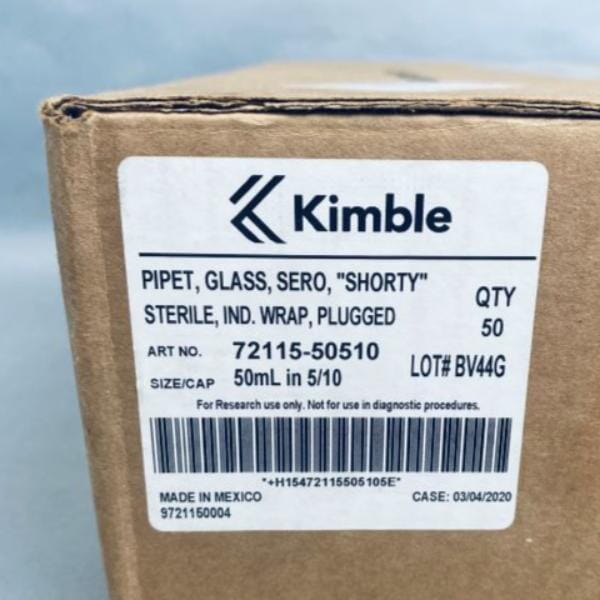 Kimble
PIPET, GLASS, SERO, "SHORTY"
STERILE, IND. WRAP, PLUGGED
QTY
50
ART NO. 72115-50510
LOT# BV44G
SIZE/CAP 50mL in 5/10
For Research use only. Not for use in diagnostic procedures.
"+H15472115505105E"
MADE IN MEXICO
CASE: 03/04/2020
9721150004